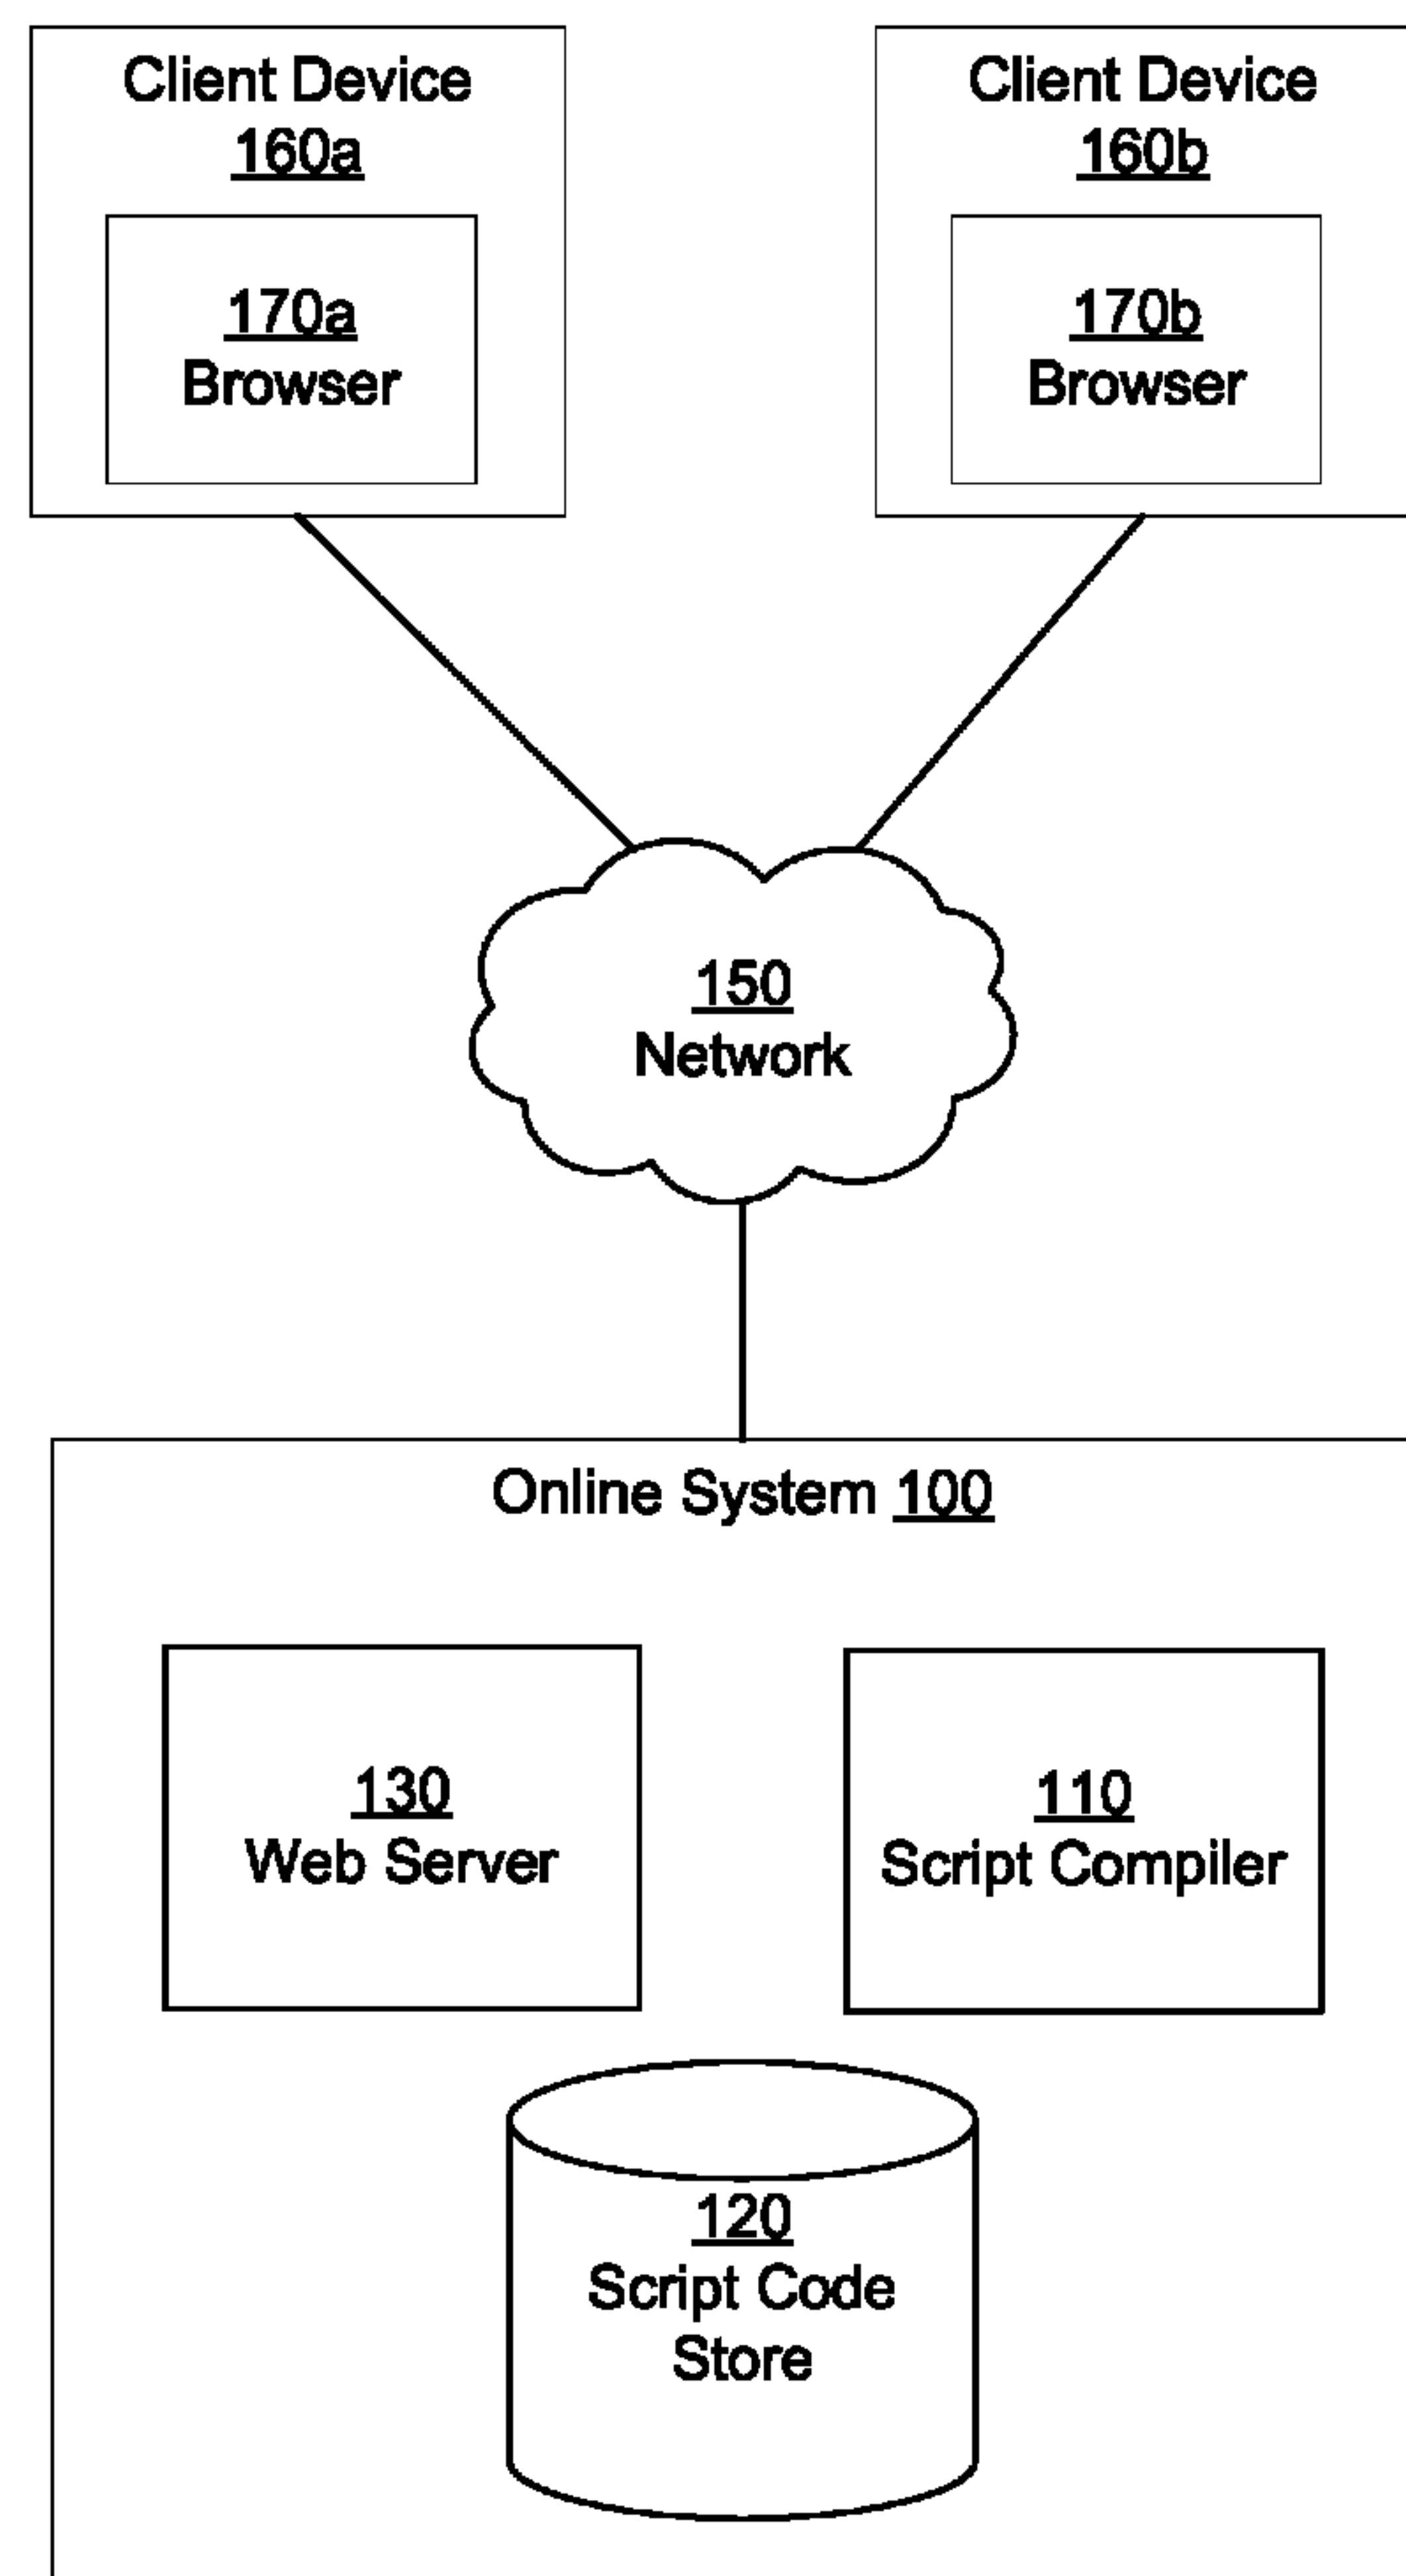 Client Device
160a
170a
Browser
Client Device
160b
170b
Browser
150
Network
Online System 100
130
Web Server
110
Script Compiler
120
Script Code
Store